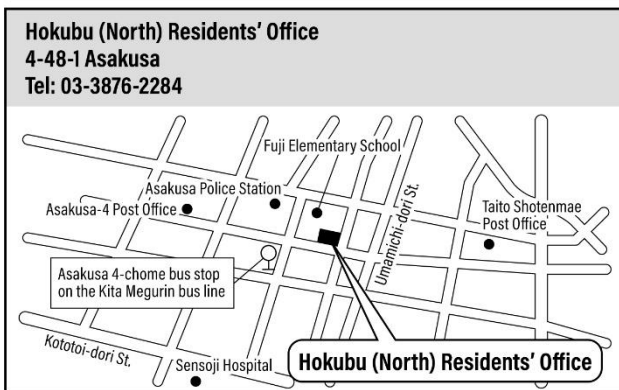 Hokubu (North) Residents' Office
4-48-1 Asakusa
Tel: 03-3876-2284
Fuji Elementary School
Asakusa Police Station
Asakusa-4 Post Office
Taito Shotenmae
Post Office
Umamichi-dori St.
Asakusa 4-chome bus stop
on the Kita Megurin bus line
Kototoi-dori St.
Sensoji Hospital
Hokubu (North) Residents' Office